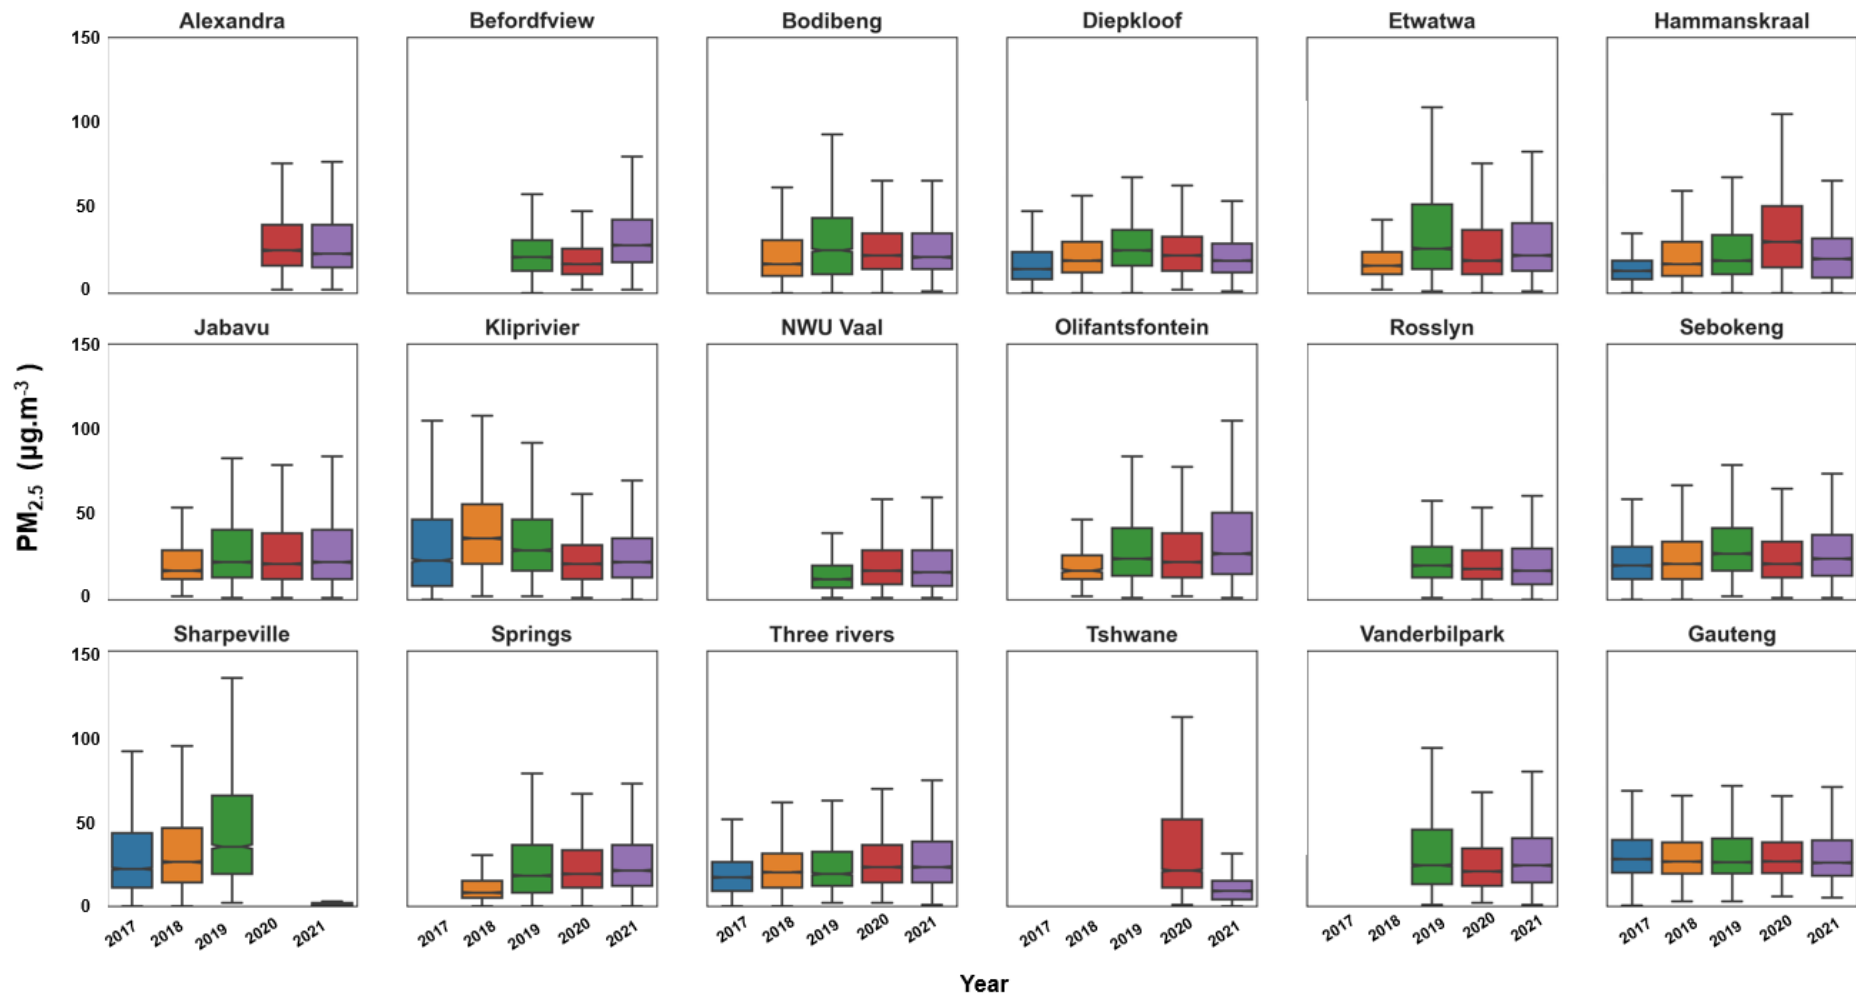 Alexandra Befordfview Bodibeng Diepkloof Etwatwa Hammanskraal
150
100
50
0
Jabavu Kliprivier NWU Vaal Olifantsfontein Rosslyn Sebokeng
150
100
50
0
PM2.5 (µg.m-3 )
Sharpeville Springs Three rivers Tshwane Vanderbilpark Gauteng
150
100
50
0
2017 2018 2019 2020 2021 2017 2018 2019 2020 2021 2017 2018 2019 2020 2021 2017 2018 2019 2020 2021 2017 2018 2019 2020 2021 2017 2018 2019 2020 2021
Year